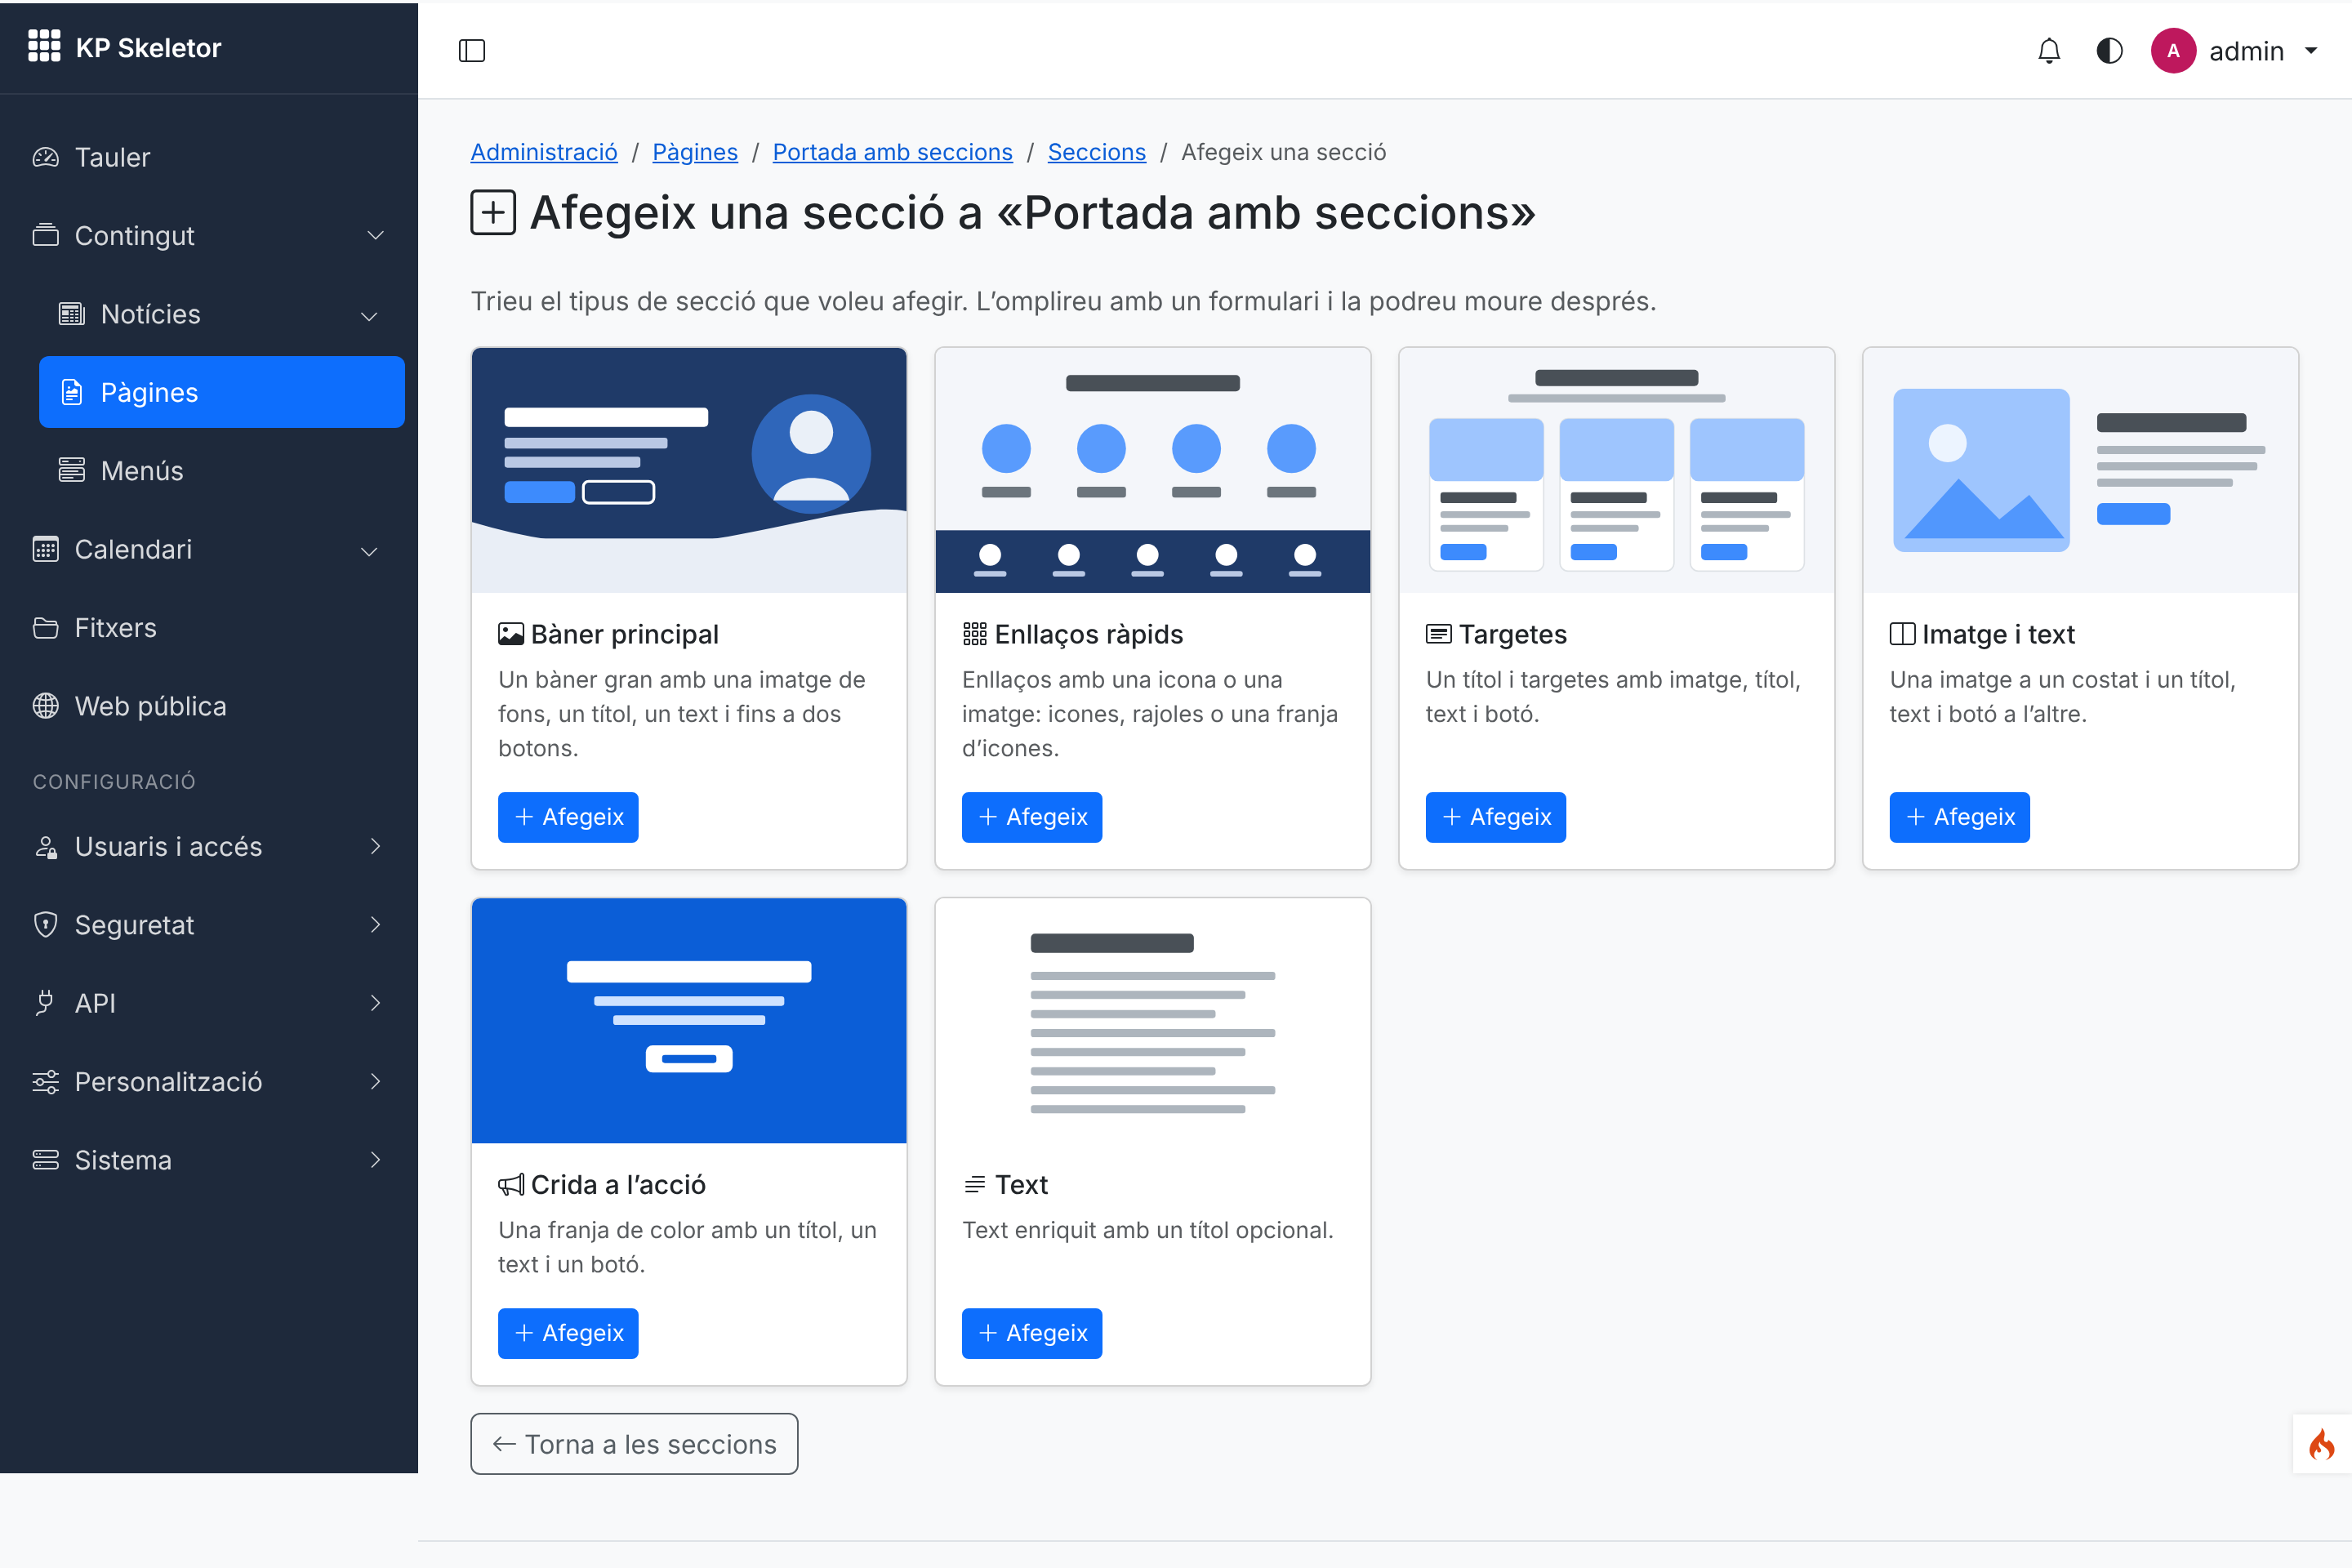 KP Skeletor
A
admin
Tauler
Contingut
Notícies
Pàgines
Menús
Calendari
Fitxers
Web pública
CONFIGURACIÓ
Usuaris i accés
Seguretat
API
Personalització
Sistema
Administració / Pàgines / Portada amb seccions / Seccions / Afegeix una secció
Afegeix una secció a «Portada amb seccions»
Trieu el tipus de secció que voleu afegir. L’omplireu amb un formulari i la podreu moure després.
Bàner principal
Un bàner gran amb una imatge de
fons, un títol, un text i fins a dos
botons.
+ Afegeix
Enllaços ràpids
Enllaços amb una icona o una
imatge: icones, rajoles o una franja
d’icones.
+ Afegeix
Targetes
Un títol i targetes amb imatge, títol,
text i botó.
+ Afegeix
Imatge i text
Una imatge a un costat i un títol,
text i botó a l’altre.
+ Afegeix
Crida a l’acció
Una franja de color amb un títol, un
text i un botó.
+ Afegeix
Text
Text enriquit amb un títol opcional.
+ Afegeix
← Torna a les seccions